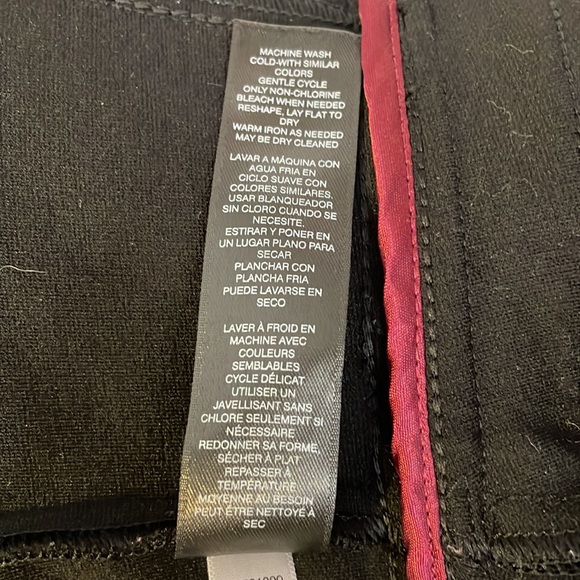 MACHINE WASH
COLD-WITH SIMILAR
COLORS
GENTLE CYCLE
ONLY NON-CHLORINE
BLEACH WHEN NEEDED
RESHAPE, LAY FLAT TO
DRY
WARM IRON AS NEEDED
MAY BE DRY CLEANED
LAVAR A MÁQUINA CON
AGUA FRIA EN
CICLO SUAVE CON
COLORES SIMILARES.
USAR BLANQUEADOR
SIN CLORO CUANDO SE
NECESITE.
ESTIRAR Y PONER EN
UN LUGAR PLANO PARA
SECAR
PLANCHAR CON
PLANCHA FRIA
PUEDE LAVARSE EN
SECO
LAVER À FROID EN
MACHINE AVEC
COULEURS
SEMBLABLES
CYCLE DÉLICAT.
UTILISER UN
JAVELLISANT SANS
CHLORE SEULEMENT SI
NÉCESSAIRE
REDONNER SA FORME,
SÉCHER À PLAT
REPASSER À
TEMPÉRATURE
MOYENNE AU BESOIN
PEUT ÊTRE NETTOYÉ À
SEC